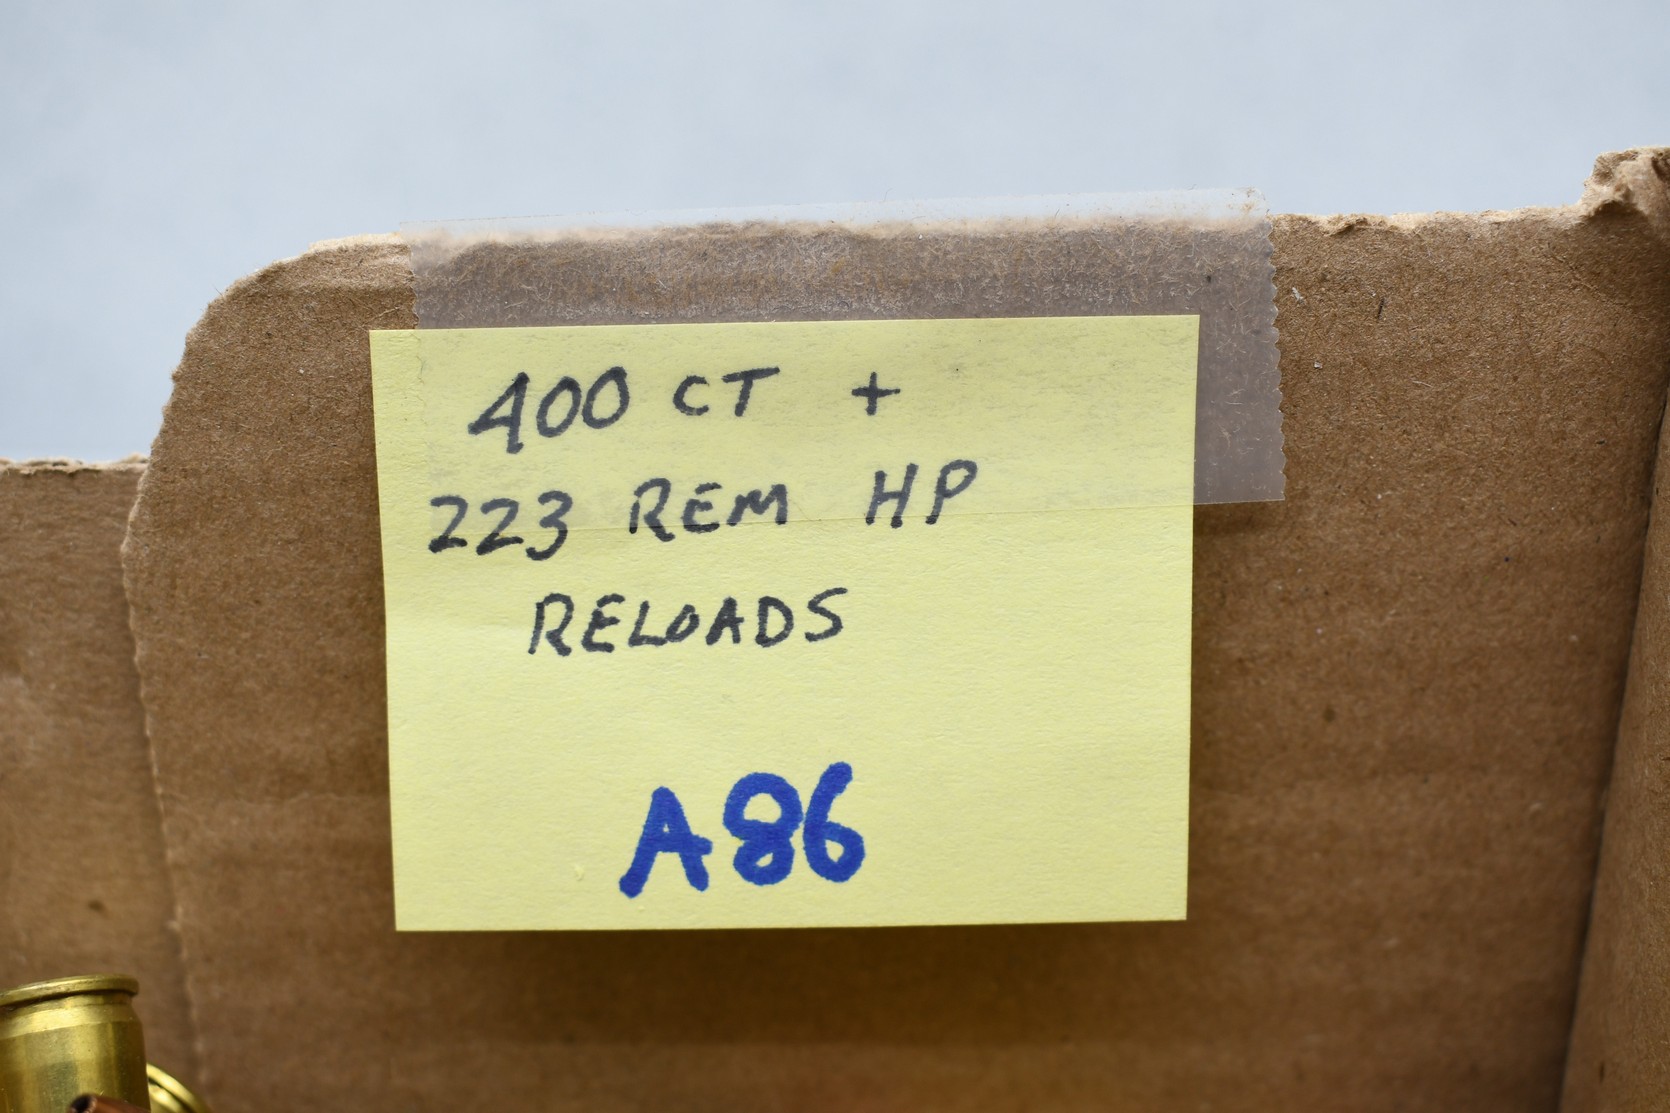 400 CT +
223 REM HP
RELOADS
A86